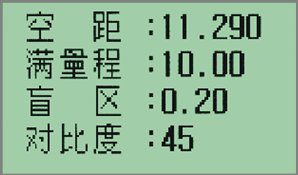 空 距 :11.290
满量程 :10.00
盲 区 :0.20
对比度 :45